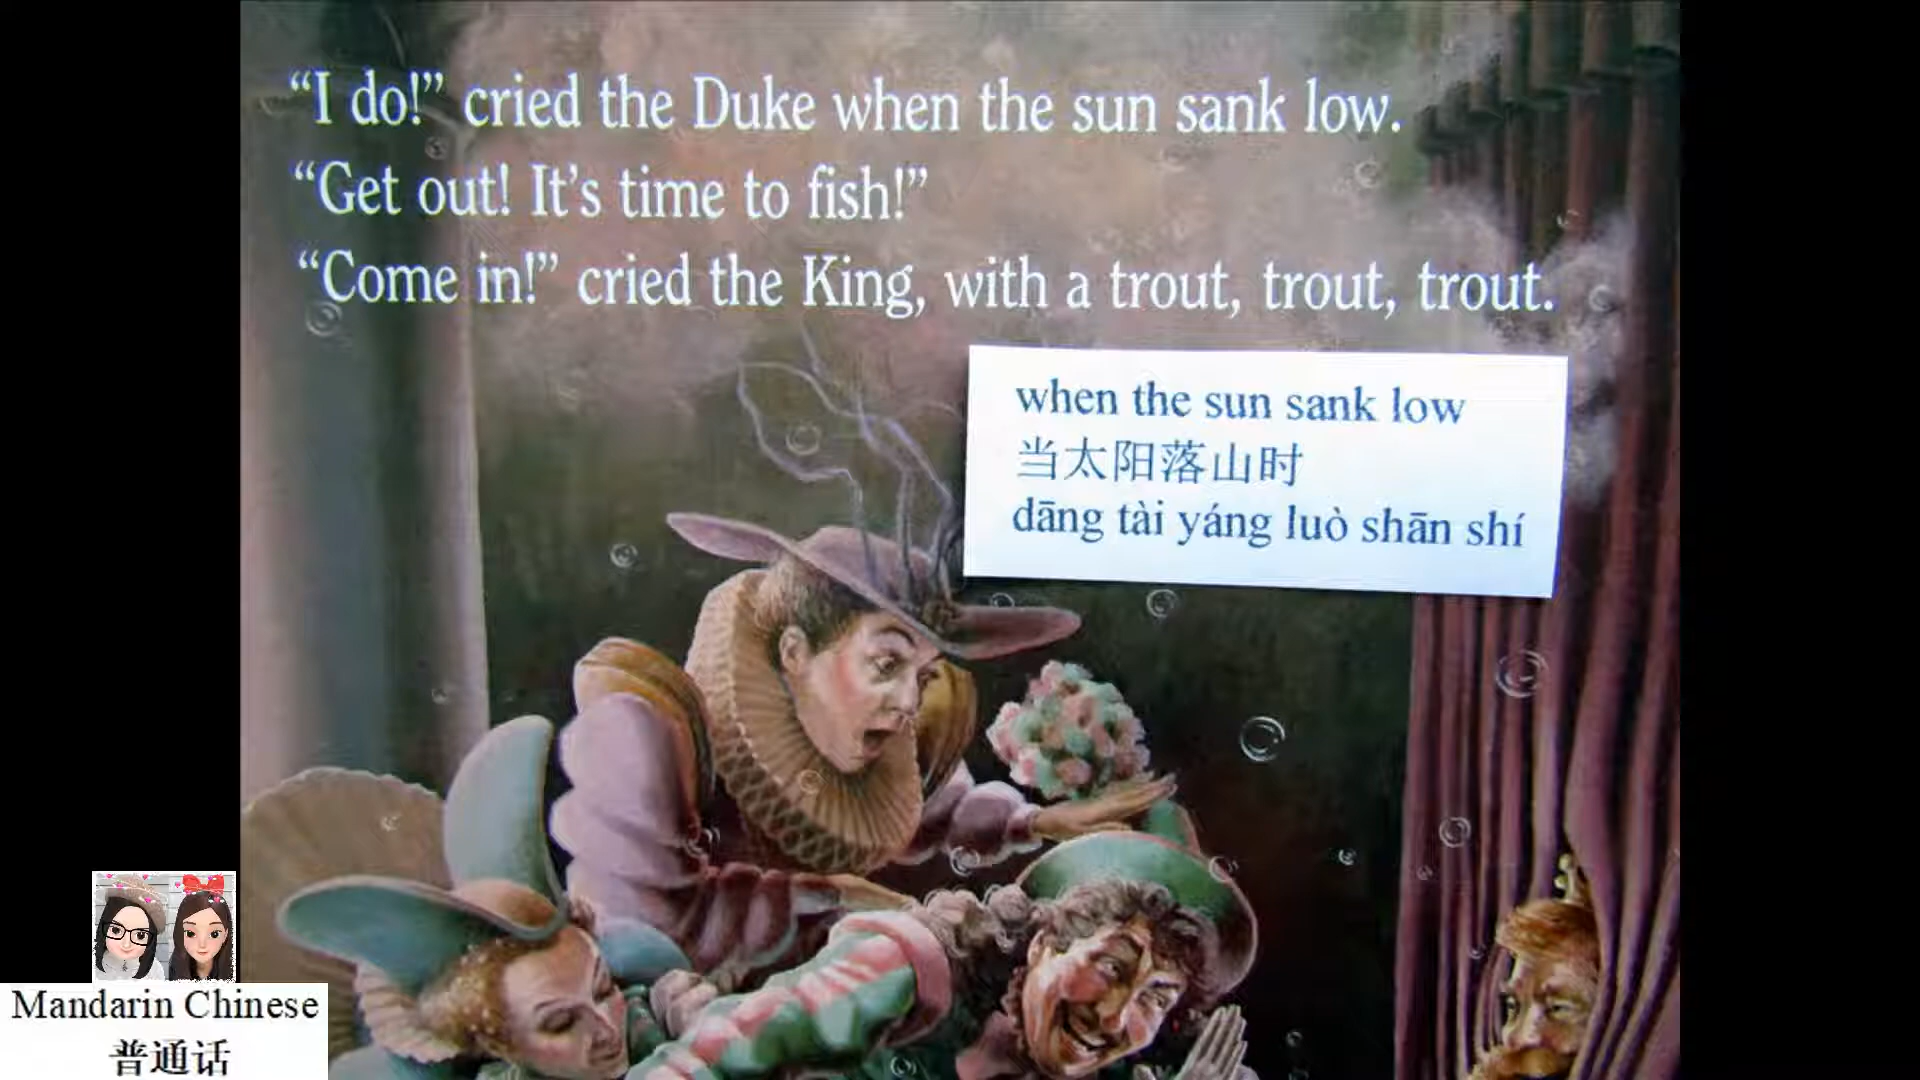 “I do!” cried the Duke when the sun sank low.
“Get out! It’s time to fish!”
“Come in!” cried the King, with a trout, trout, trout.
when the sun sank low
当太阳落山时
dāng tài yáng luò shān shí
Mandarin Chinese
普通话